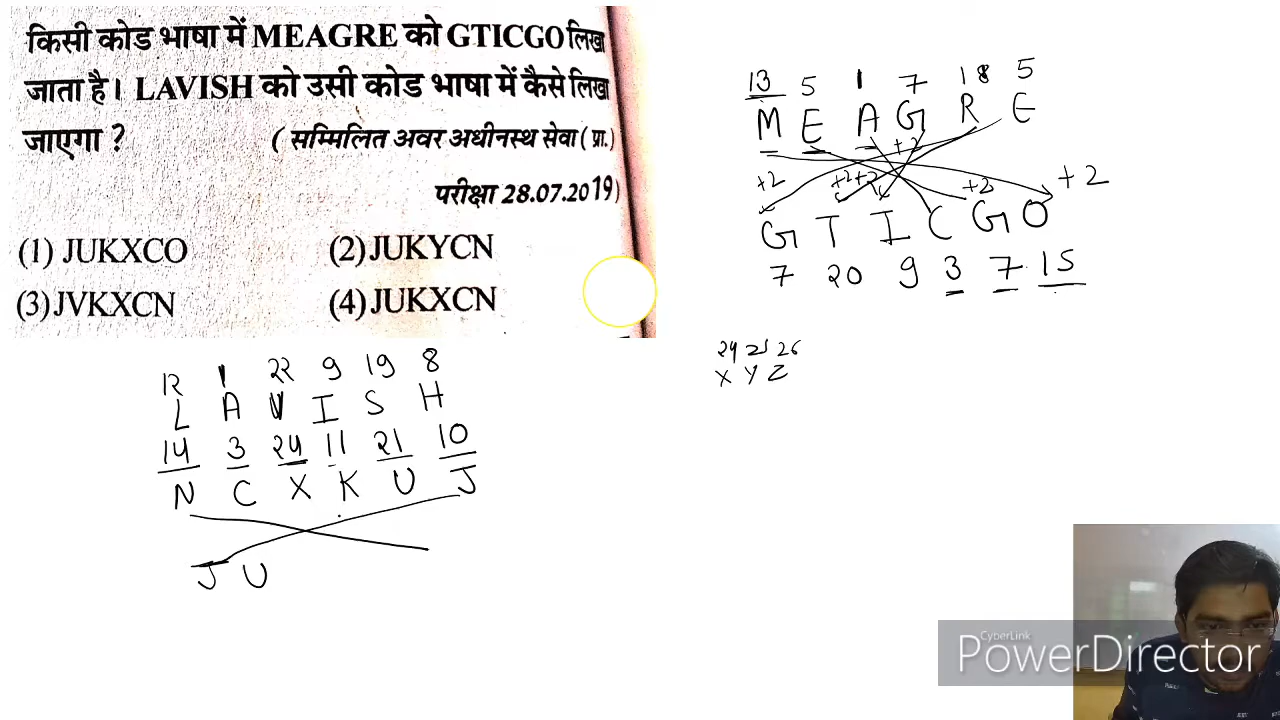 किसी कोड भाषा में MEAGRE को GTICGO लिखा
जाता है। LAVISH को उसी कोड भाषा में कैसे लिखा
जाएगा ? ( सम्मिलित अवर अधीनस्थ सेवा ( प्रा.)
परीक्षा 28.07.2019)
(1) JUKXCO (2) JUKYCN
(3) JVKXCN (4) JUKXCN
13 5 1 7 18 5
M E A G R E
+2 +2 +2 +2 +2 +2
G T I C G O
7 20 9 3 7 15
24 25 26
X Y Z
12 1 22 9 19 8
L A V I S H
14 3 24 11 21 10
N C X K U J
J U
CyberLink
PowerDirector